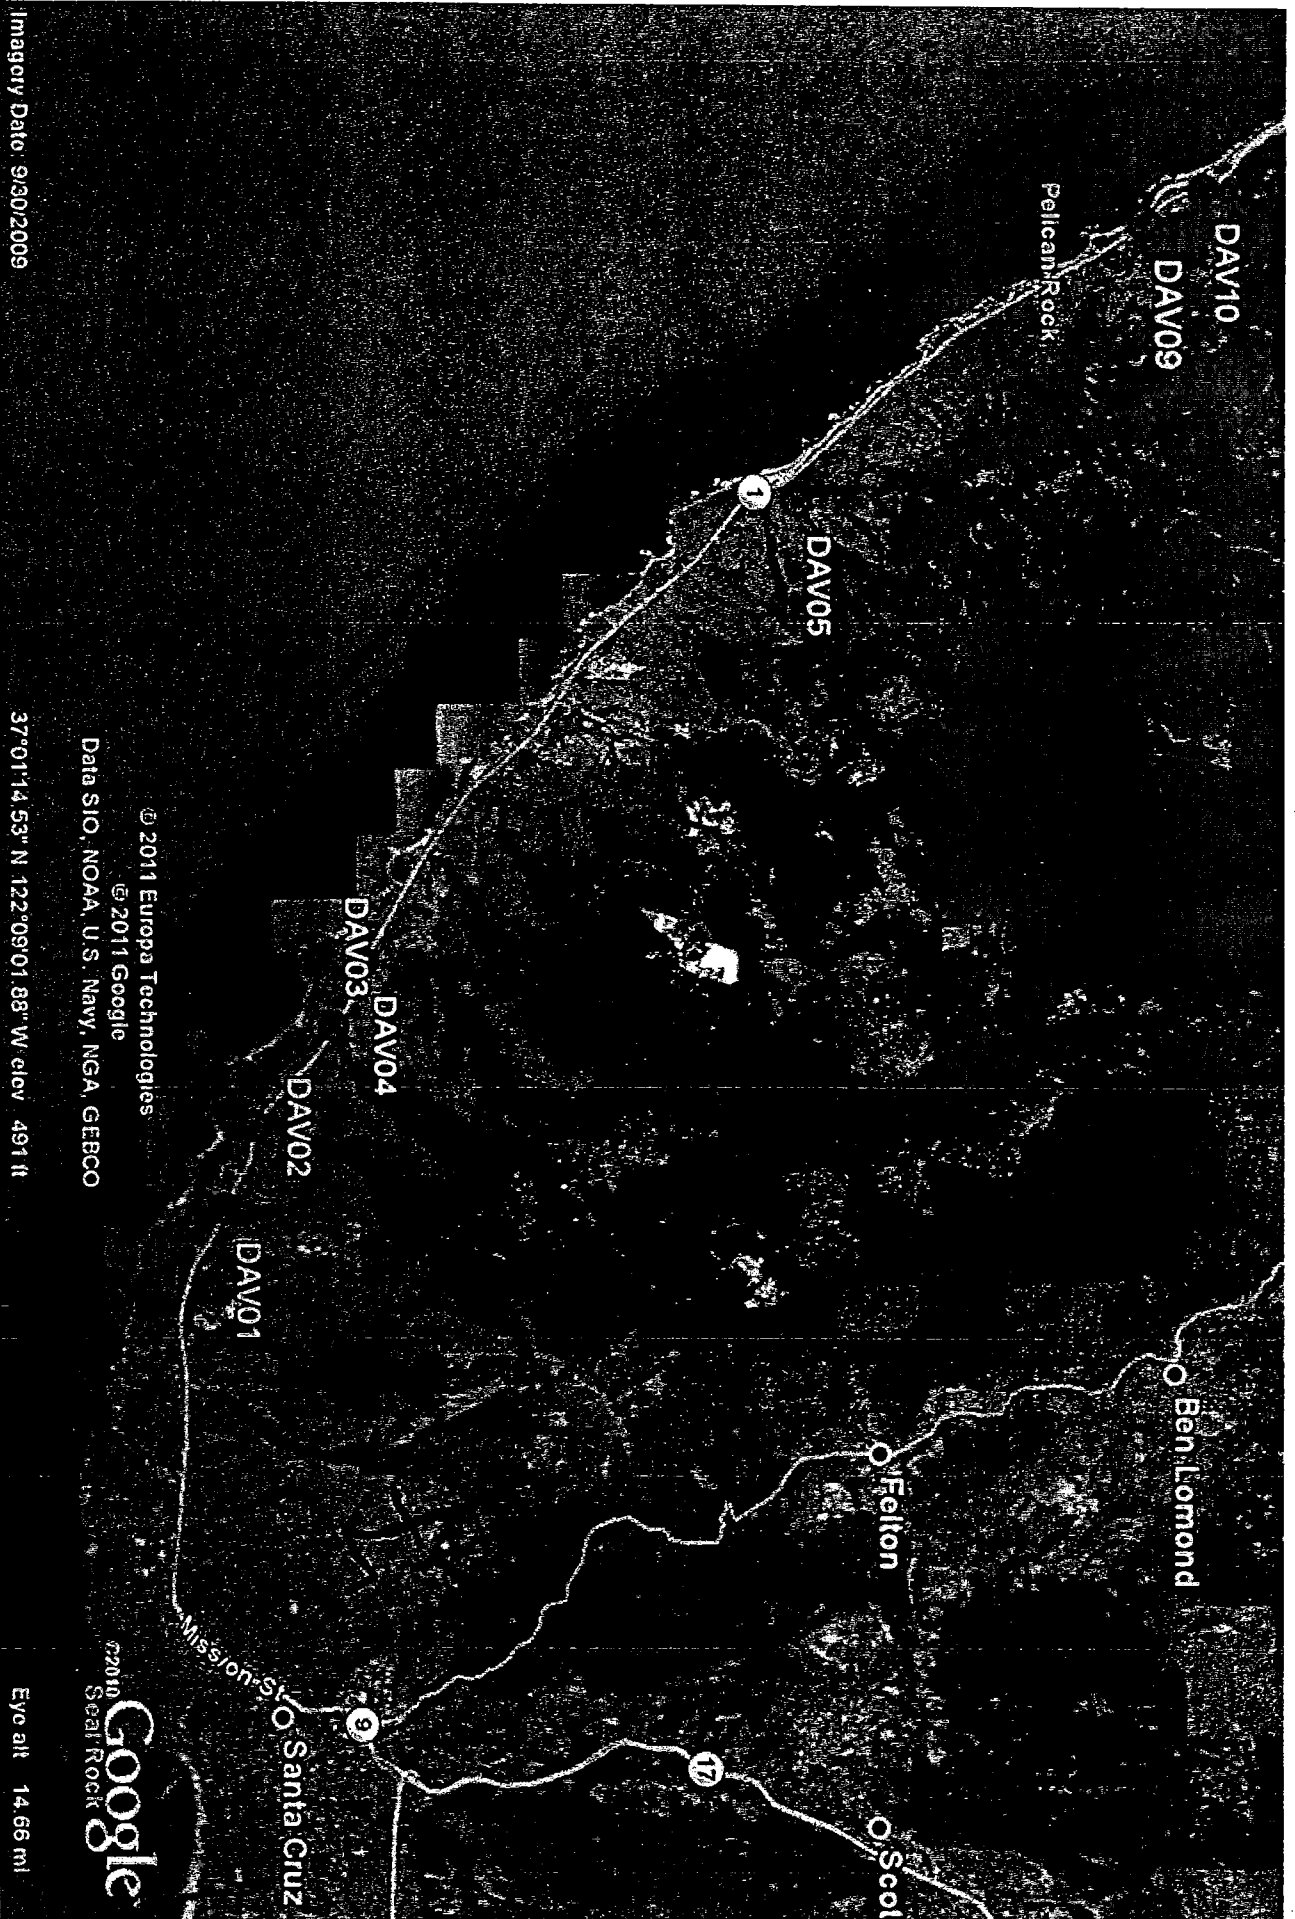 DAV10
DAV09
Pelican Rock
1
DAV05
DAV03
DAV04
DAV02
DAV01
Ben Lomond
Felton
Mission St
9
Santa Cruz
17
Scot
© 2011 Europa Technologies
© 2011 Google
Data SIO, NOAA, U.S. Navy, NGA, GEBCO
©2010 Google
Seal Rock
Imagery Date: 9/30/2009
37°01'14.53" N 122°09'01.88" W elev 491 ft
Eye alt 14.66 mi